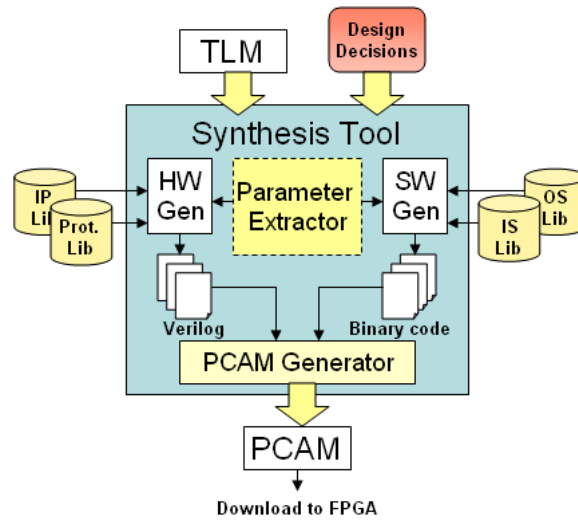 TLM
Design
Decisions
Synthesis Tool
HW
Gen
Parameter
Extractor
SW
Gen
IP
Lib
Prot.
Lib
OS
Lib
IS
Lib
Verilog
Binary code
PCAM Generator
PCAM
Download to FPGA